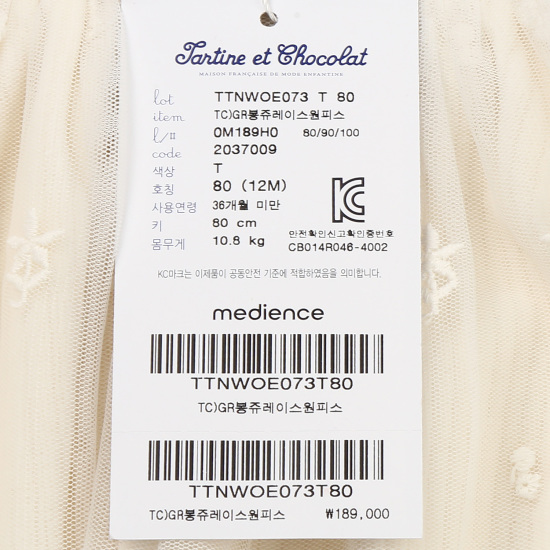 Tartine et Chocolat
MAISON FRANÇAISE DE MODE ENFANTINE
lot TTNWOE073 T 80
item TC)GR봉쥬레이스원피스
l/# 0M189H0 80/90/100
code 2037009
색상 T
호칭 80 (12M)
사용연령 36개월 미만
키 80 cm
몸무게 10.8 kg
안전확인신고확인증번호
CB014R046-4002
KC마크는 이제품이 공동안전 기준에 적합하였음을 의미합니다.
medience
TTNWOE073T80
TC)GR봉쥬레이스원피스
TTNWOE073T80
TC)GR봉쥬레이스원피스 ₩189,000